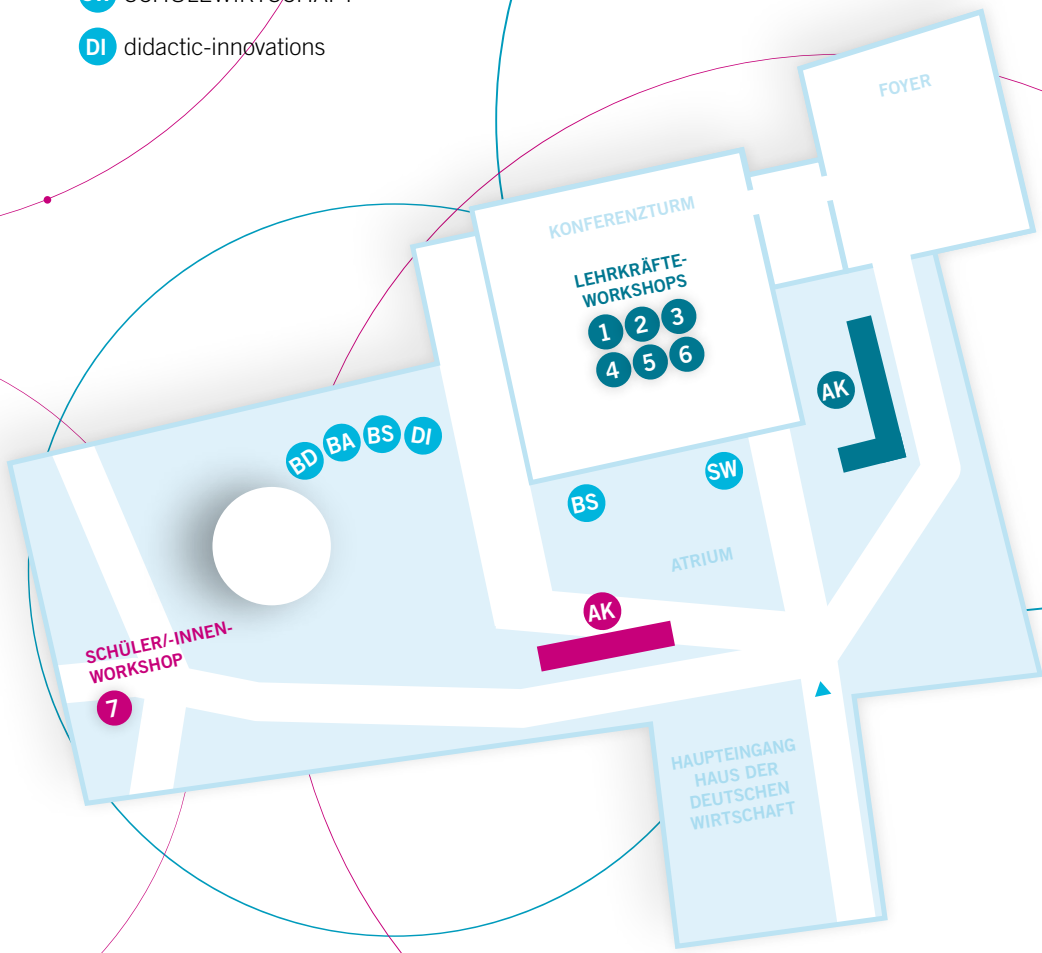 DI didactic-innovations
FOYER
KONFERENZTURM
LEHRKRÄFTE-
WORKSHOPS
1 2 3
4 5 6
AK
BD BA BS DI
SW
BS
ATRIUM
AK
SCHÜLER/-INNEN-
WORKSHOP
7
HAUPTEINGANG
HAUS DER
DEUTSCHEN
WIRTSCHAFT